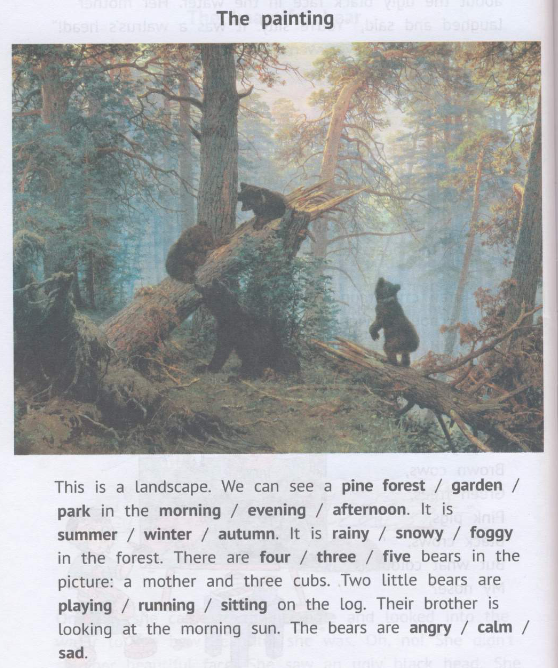 The painting
This is a landscape. We can see a pine forest / garden /
park in the morning / evening / afternoon. It is
summer / winter / autumn. It is rainy / snowy / foggy
in the forest. There are four / three / five bears in the
picture: a mother and three cubs. Two little bears are
playing / running / sitting on the log. Their brother is
looking at the morning sun. The bears are angry / calm /
sad.